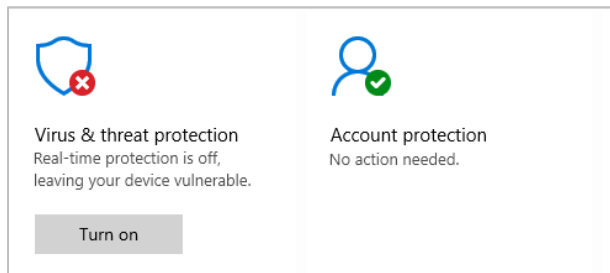 Virus & threat protection
Real-time protection is off,
leaving your device vulnerable.
Turn on
Account protection
No action needed.